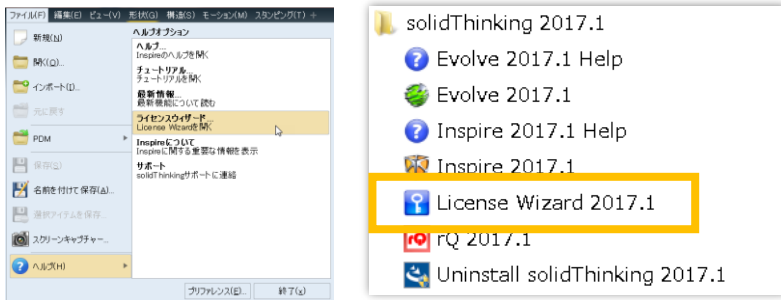 ファイル(F) 編集(E) ビュー(V) 形状(G) 構造(S) モーション(M) スタンピング(T) +
新規(N)
開く(O)...
インポート(I)...
元に戻す
PDM
保存(S)
名前を付けて保存(A)...
選択アイテムを保存...
スクリーンキャプチャー...
ヘルプ(H)
ヘルプオプション
ヘルプ...
Inspireのヘルプを開く
チュートリアル...
チュートリアルを開く
最新情報...
最新機能について読む
ライセンスウィザード...
License Wizardを開く
Inspireについて
Inspireに関する重要な情報を表示
サポート
solidThinkingサポートに連絡
プリファレンス(E)... 終了(x)
solidThinking 2017.1
Evolve 2017.1 Help
Evolve 2017.1
Inspire 2017.1 Help
Inspire 2017.1
License Wizard 2017.1
rQ 2017.1
Uninstall solidThinking 2017.1